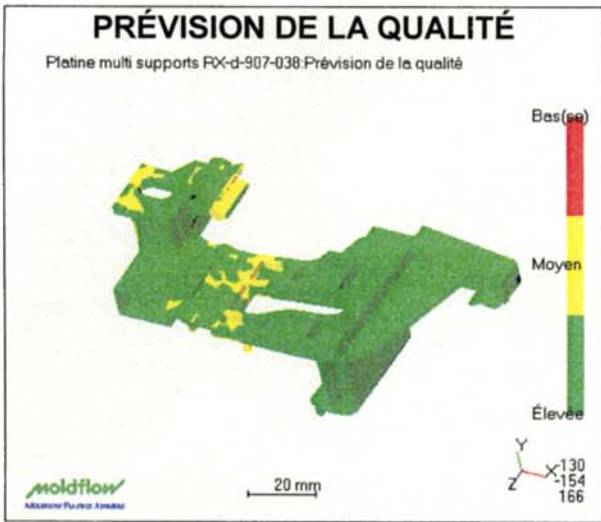 PRÉVISION DE LA QUALITÉ
Platine multi supports RX-d-907-038:Prévision de la qualité
Bas(se)
Moyen
Élevée
Y
Z X
-130
-154
166
20 mm
moldflow